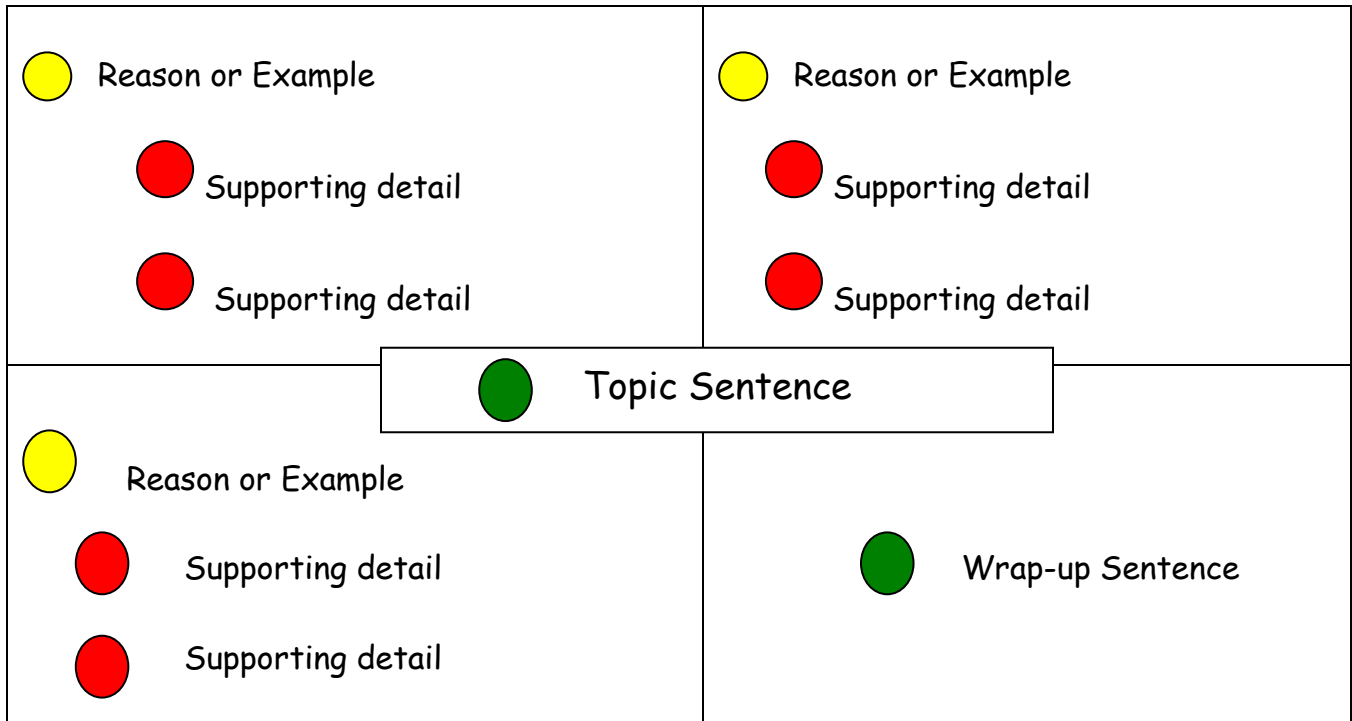 Reason or Example
Supporting detail
Supporting detail
Reason or Example
Supporting detail
Supporting detail
Topic Sentence
Reason or Example
Supporting detail
Supporting detail
Wrap-up Sentence